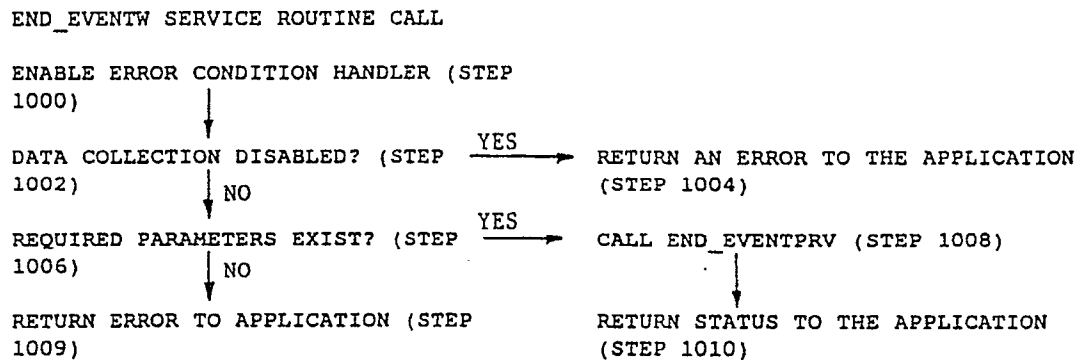 END_EVENTW SERVICE ROUTINE CALL
ENABLE ERROR CONDITION HANDLER (STEP
1000)
DATA COLLECTION DISABLED? (STEP
1002)
YES
RETURN AN ERROR TO THE APPLICATION
(STEP 1004)
NO
REQUIRED PARAMETERS EXIST? (STEP
1006)
YES
CALL END_EVENTPRV (STEP 1008)
NO
RETURN ERROR TO APPLICATION (STEP
1009)
RETURN STATUS TO THE APPLICATION
(STEP 1010)